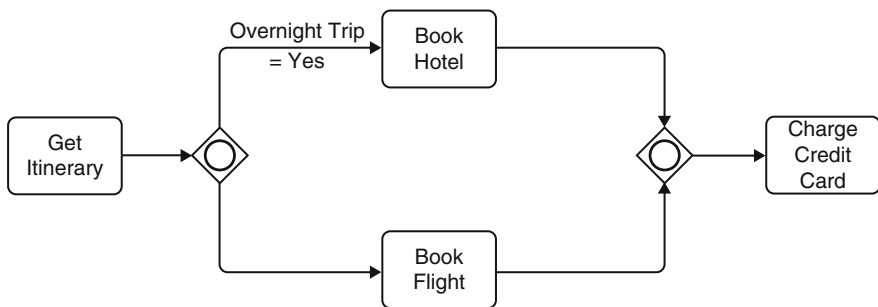 Get
Itinerary
Overnight Trip
= Yes
Book
Hotel
Book
Flight
Charge
Credit
Card